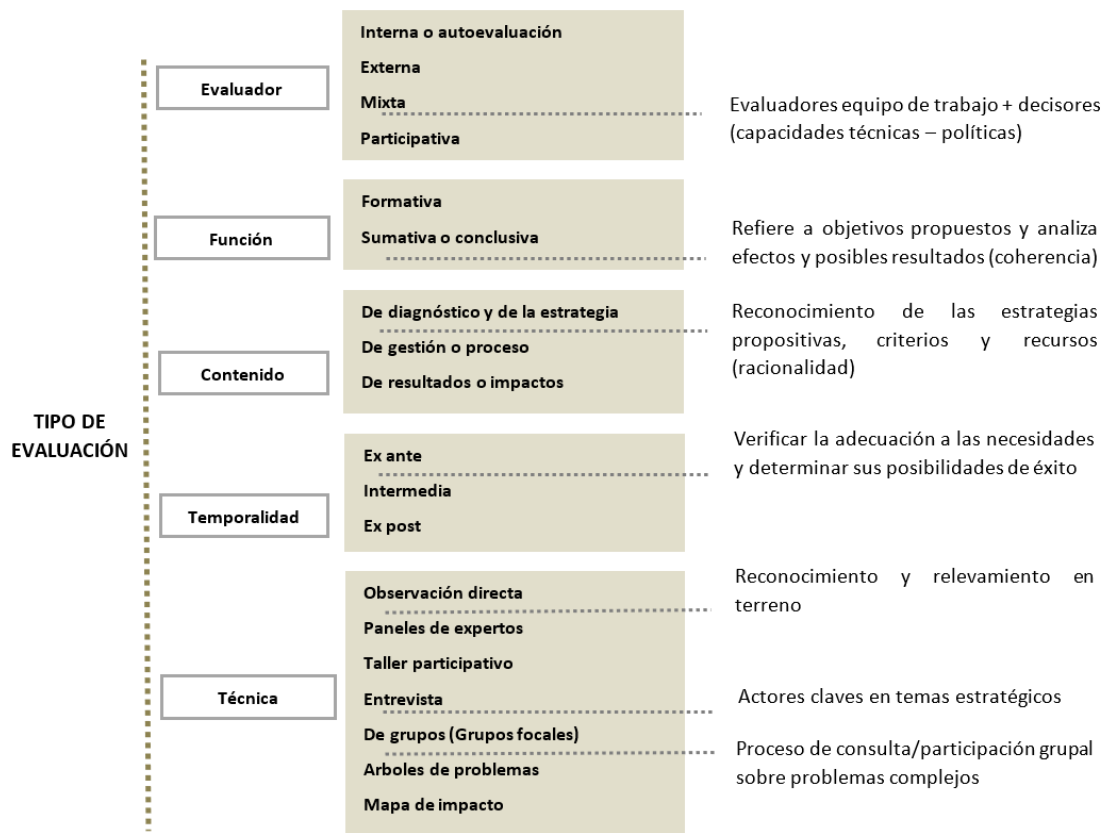 TIPO DE
EVALUACIÓN
Evaluador
Interna o autoevaluación
Externa
Mixta
Participativa
Evaluadores equipo de trabajo + decisores
(capacidades técnicas – políticas)
Función
Formativa
Sumativa o conclusiva
Refiere a objetivos propuestos y analiza
efectos y posibles resultados (coherencia)
Contenido
De diagnóstico y de la estrategia
De gestión o proceso
De resultados o impactos
Reconocimiento de las estrategias
propositivas, criterios y recursos
(racionalidad)
Temporalidad
Ex ante
Intermedia
Ex post
Verificar la adecuación a las necesidades
y determinar sus posibilidades de éxito
Técnica
Observación directa
Paneles de expertos
Taller participativo
Entrevista
De grupos (Grupos focales)
Arboles de problemas
Mapa de impacto
Reconocimiento y relevamiento en
terreno
Actores claves en temas estratégicos
Proceso de consulta/participación grupal
sobre problemas complejos